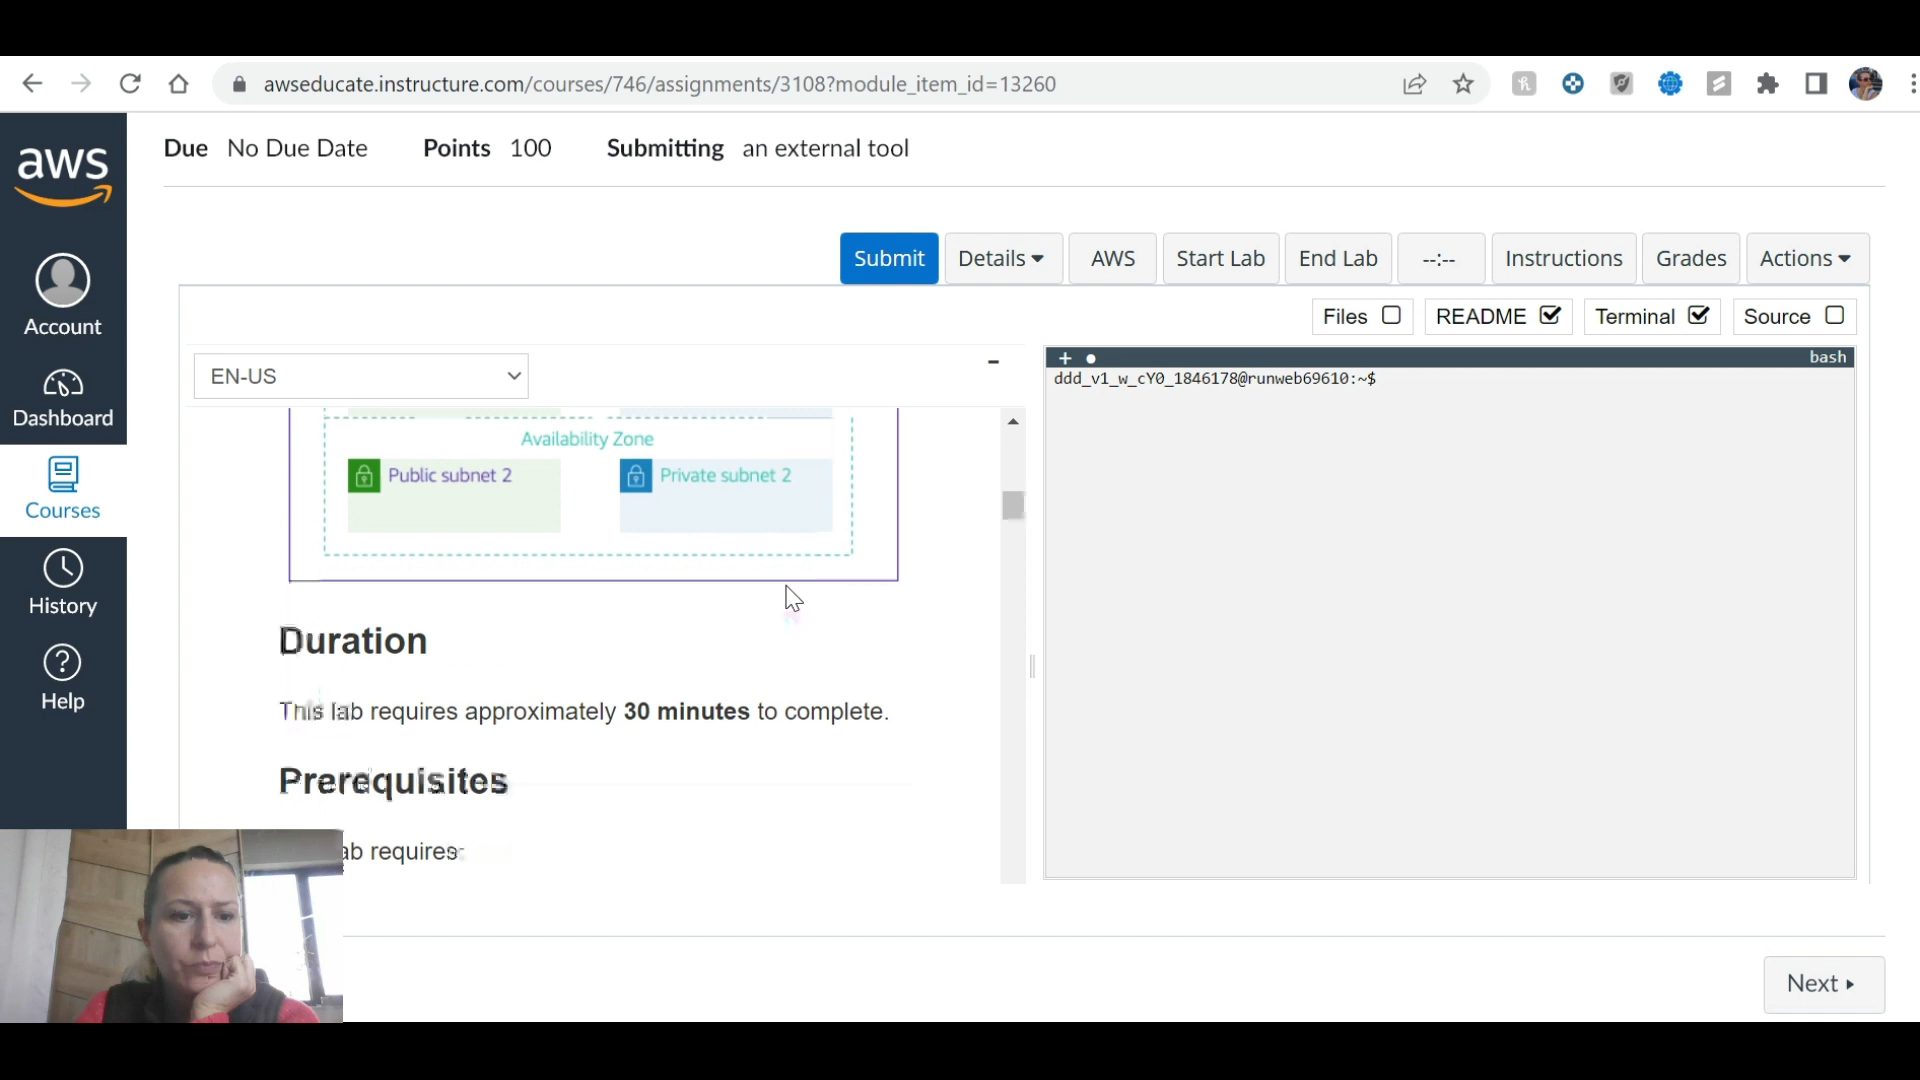 awseducate.instructure.com/courses/746/assignments/3108?module_item_id=13260
aws
Account
Dashboard
Courses
History
Help
Due No Due Date Points 100 Submitting an external tool
Submit Details AWS Start Lab End Lab --:-- Instructions Grades Actions
Files README Terminal Source
EN-US
Availability Zone
Public subnet 2 Private subnet 2
Duration
This lab requires approximately 30 minutes to complete.
Prerequisites
ab requires:
+ bash
ddd_v1_w_cY0_1846178@runweb69610:~$
Next